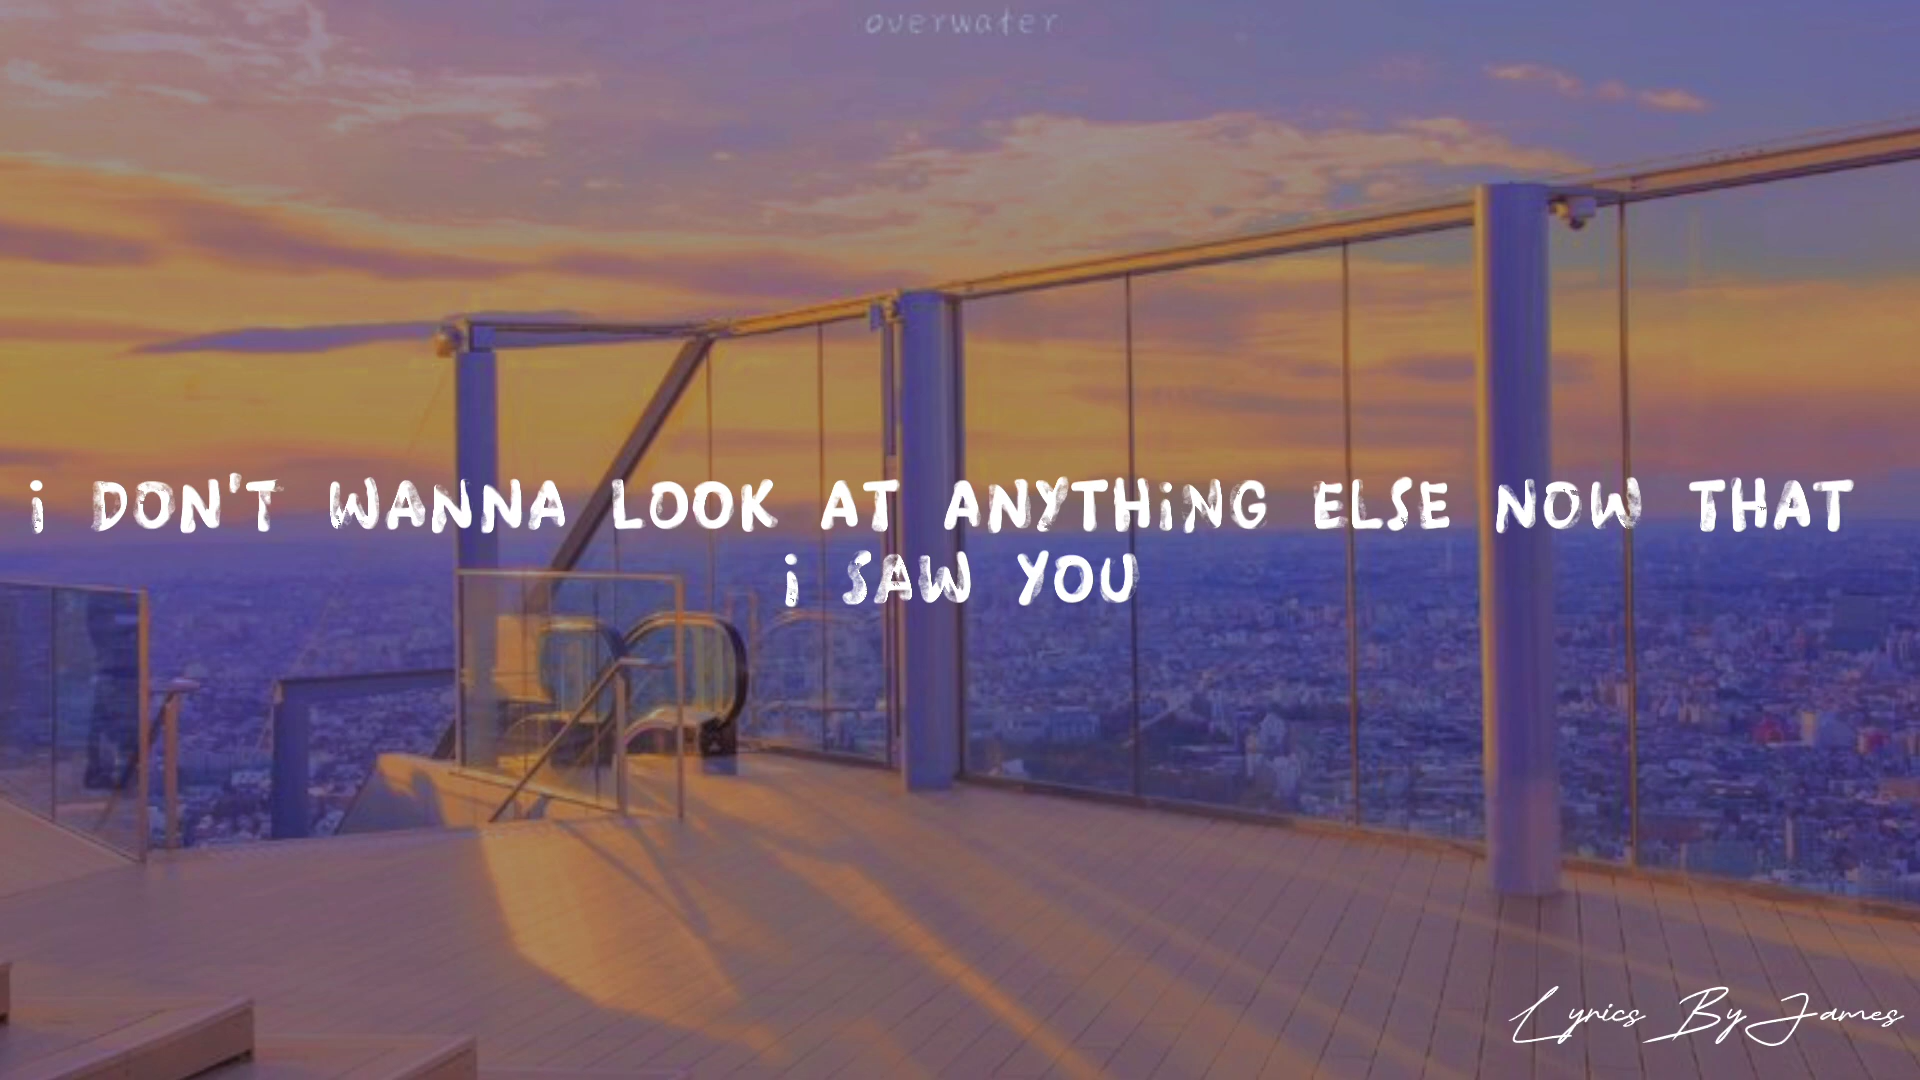 overwater
i DON'T WANNA LOOK AT ANYTHiNG ELSE NOW THAT
i SAW YOU
Lyrics By James